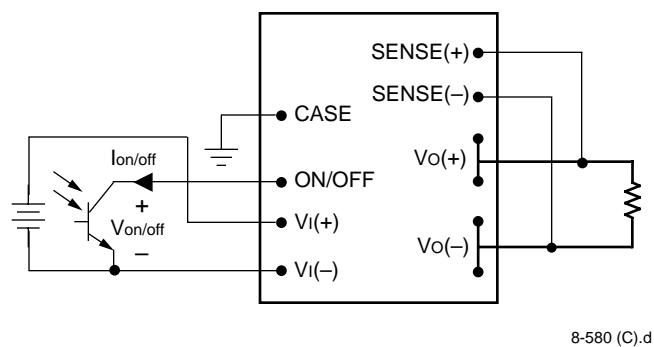 SENSE(+)
SENSE(–)
CASE
Ion/off
ON/OFF
VO(+)
+
Von/off
VI(+)
–
VI(–)
VO(–)
8-580 (C).d